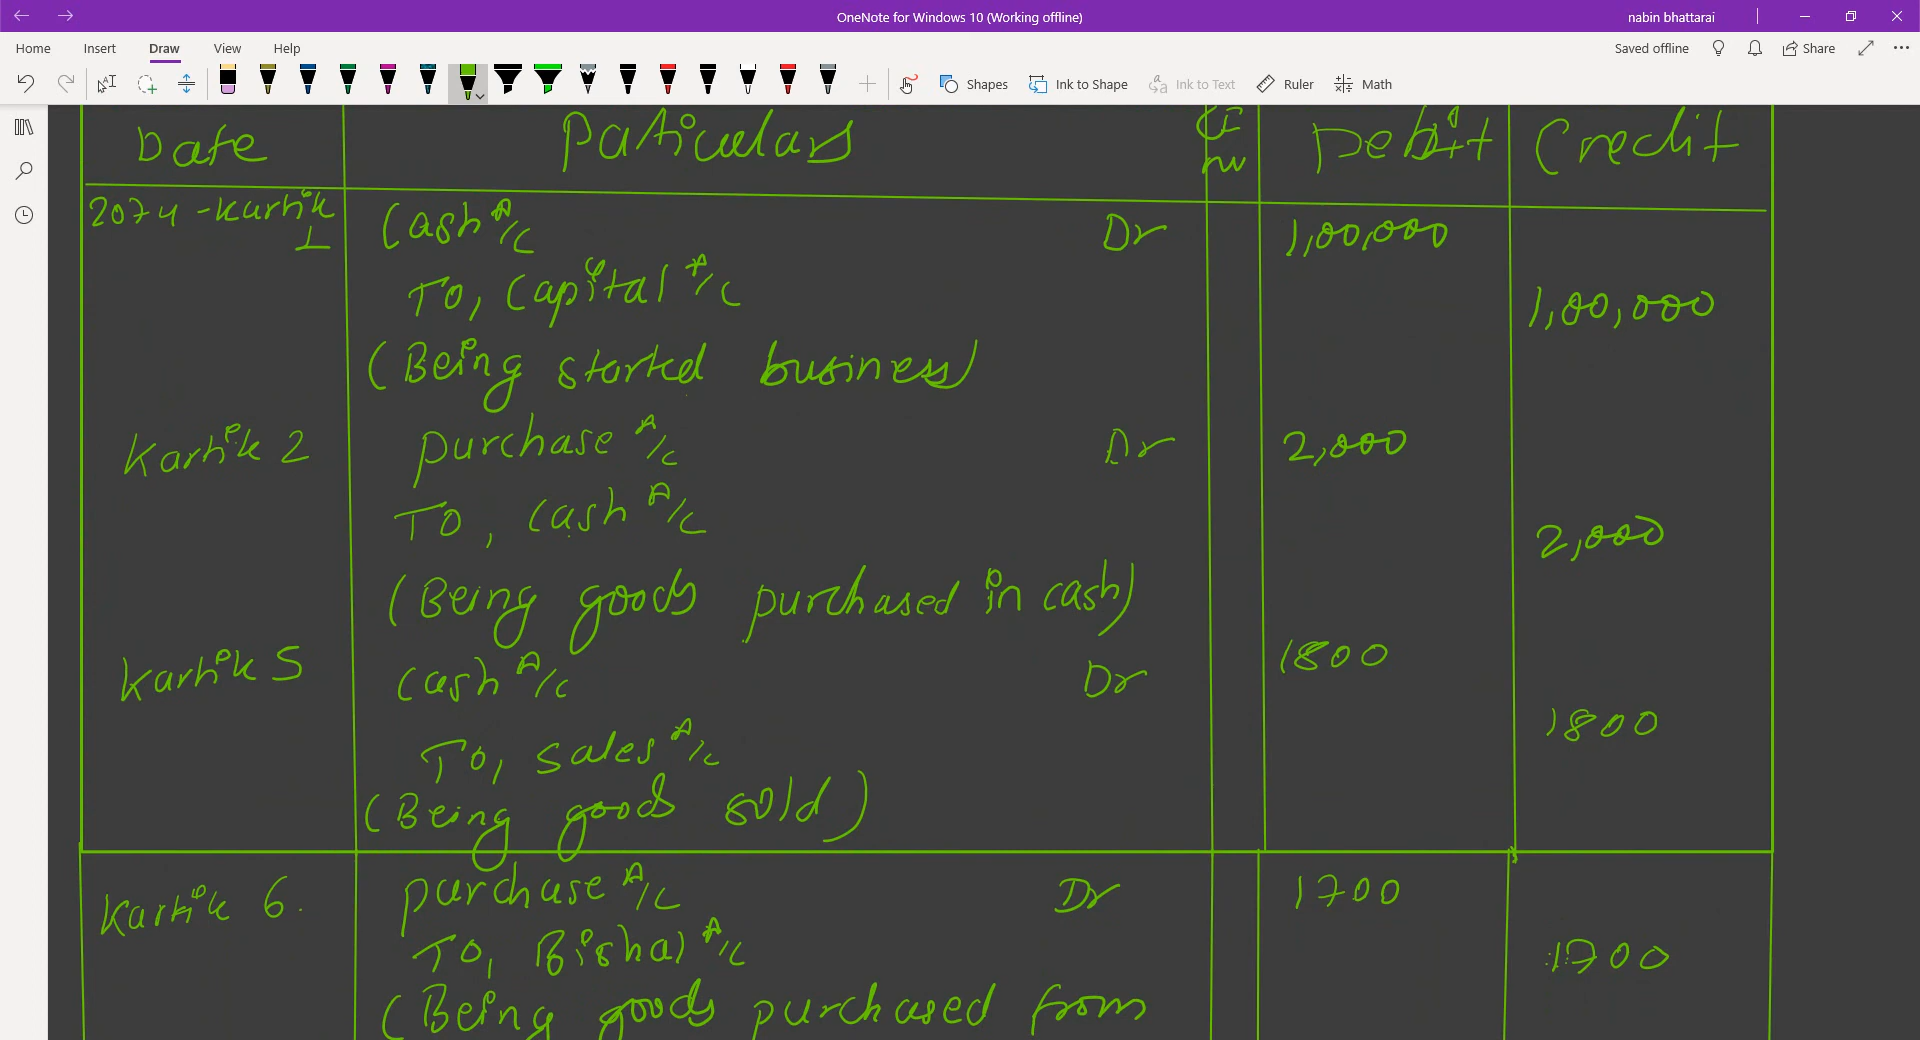 OneNote for Windows 10 (Working offline)
nabin bhattarai
Home Insert Draw View Help
Saved offline Share
Shapes Ink to Shape Ink to Text Ruler Math
Date Paticulars Debit Credit
2074 - Kartik 1 Cash A/c Dr 1,00,000
To, Capital A/c 1,00,000
(Being started business)
Kartik 2 purchase A/c Dr 2,000
To, Cash A/c 2,000
(Being goods purchased in cash)
Kartik 5 Cash A/c Dr 1800
To, sales A/c 1800
(Being goods sold)
Kartik 6. purchase A/c Dr 1700
To, Bishal A/c 1700
(Being goods purchased from